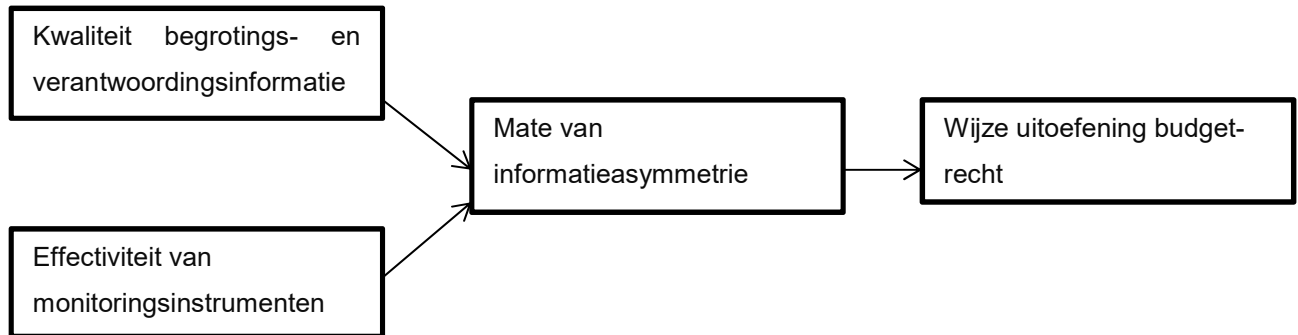 Kwaliteit begrotings- en
verantwoordingsinformatie
Mate van
informatieasymmetrie
Wijze uitoefening budget-
recht
Effectiviteit van
monitoringsinstrumenten